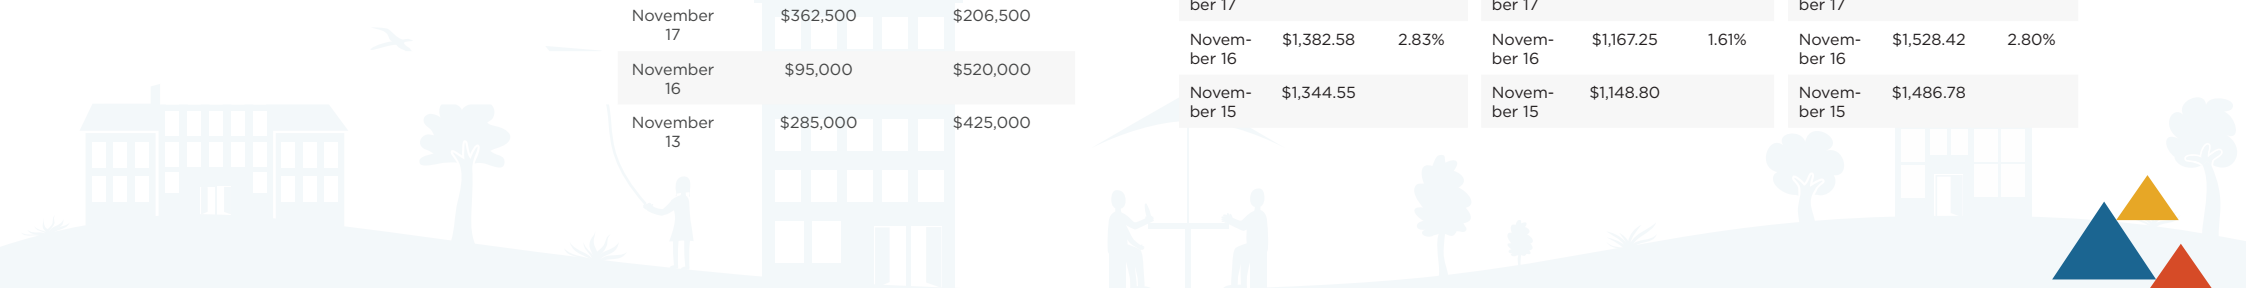 November $362,500 $206,500
17
November $95,000 $520,000
16
November $285,000 $425,000
13
ber 17
Novem- $1,382.58 2.83%
ber 16
Novem- $1,344.55
ber 15
ber 17
Novem- $1,167.25 1.61%
ber 16
Novem- $1,148.80
ber 15
ber 17
Novem- $1,528.42 2.80%
ber 16
Novem- $1,486.78
ber 15